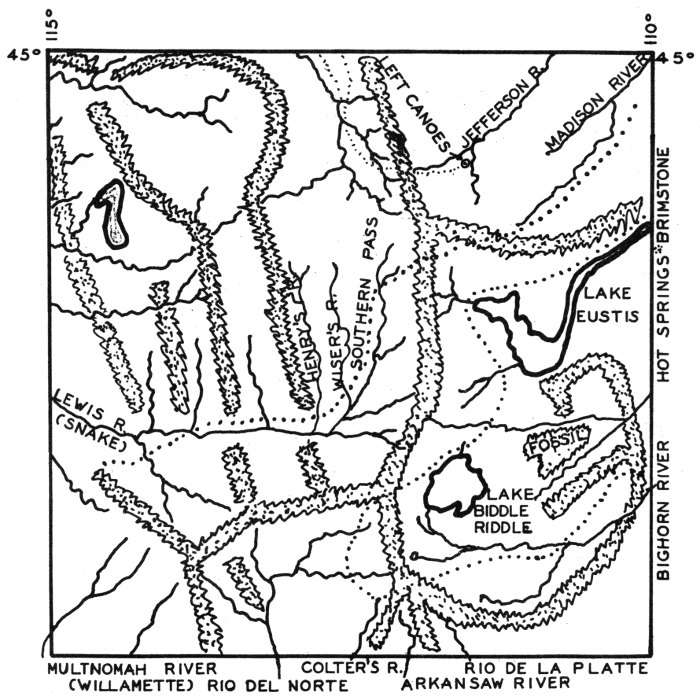 115°
110°
45°
45°
LEFT CANOES
JEFFERSON R.
MADISON RIVER
HOT SPRINGS BRIMSTONE
SOUTHERN PASS
HENRY'S R.
WISER'S R.
LAKE
EUSTIS
LEWIS R.
(SNAKE)
FOSSIL
LAKE
BIDDLE
RIDDLE
BIGHORN RIVER
MULTNOMAH RIVER
COLTER'S R.
RIO DE LA PLATTE
(WILLAMETTE) RIO DEL NORTE
ARKANSAW RIVER